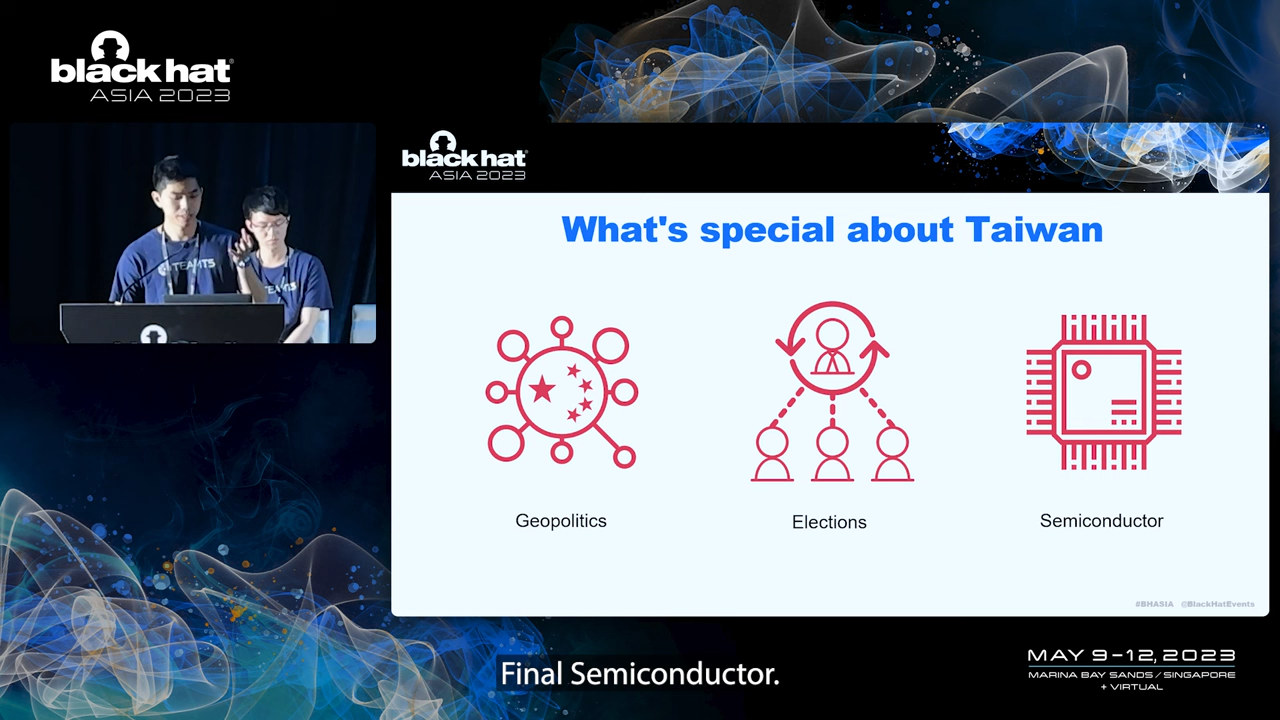 black hat
ASIA 2023
black hat
ASIA 2023
TEAMT5
What's special about Taiwan
Geopolitics
Elections
Semiconductor
#BHASIA @BlackHatEvents
Final Semiconductor.
MAY 9-12, 2023
MARINA BAY SANDS / SINGAPORE
+ VIRTUAL